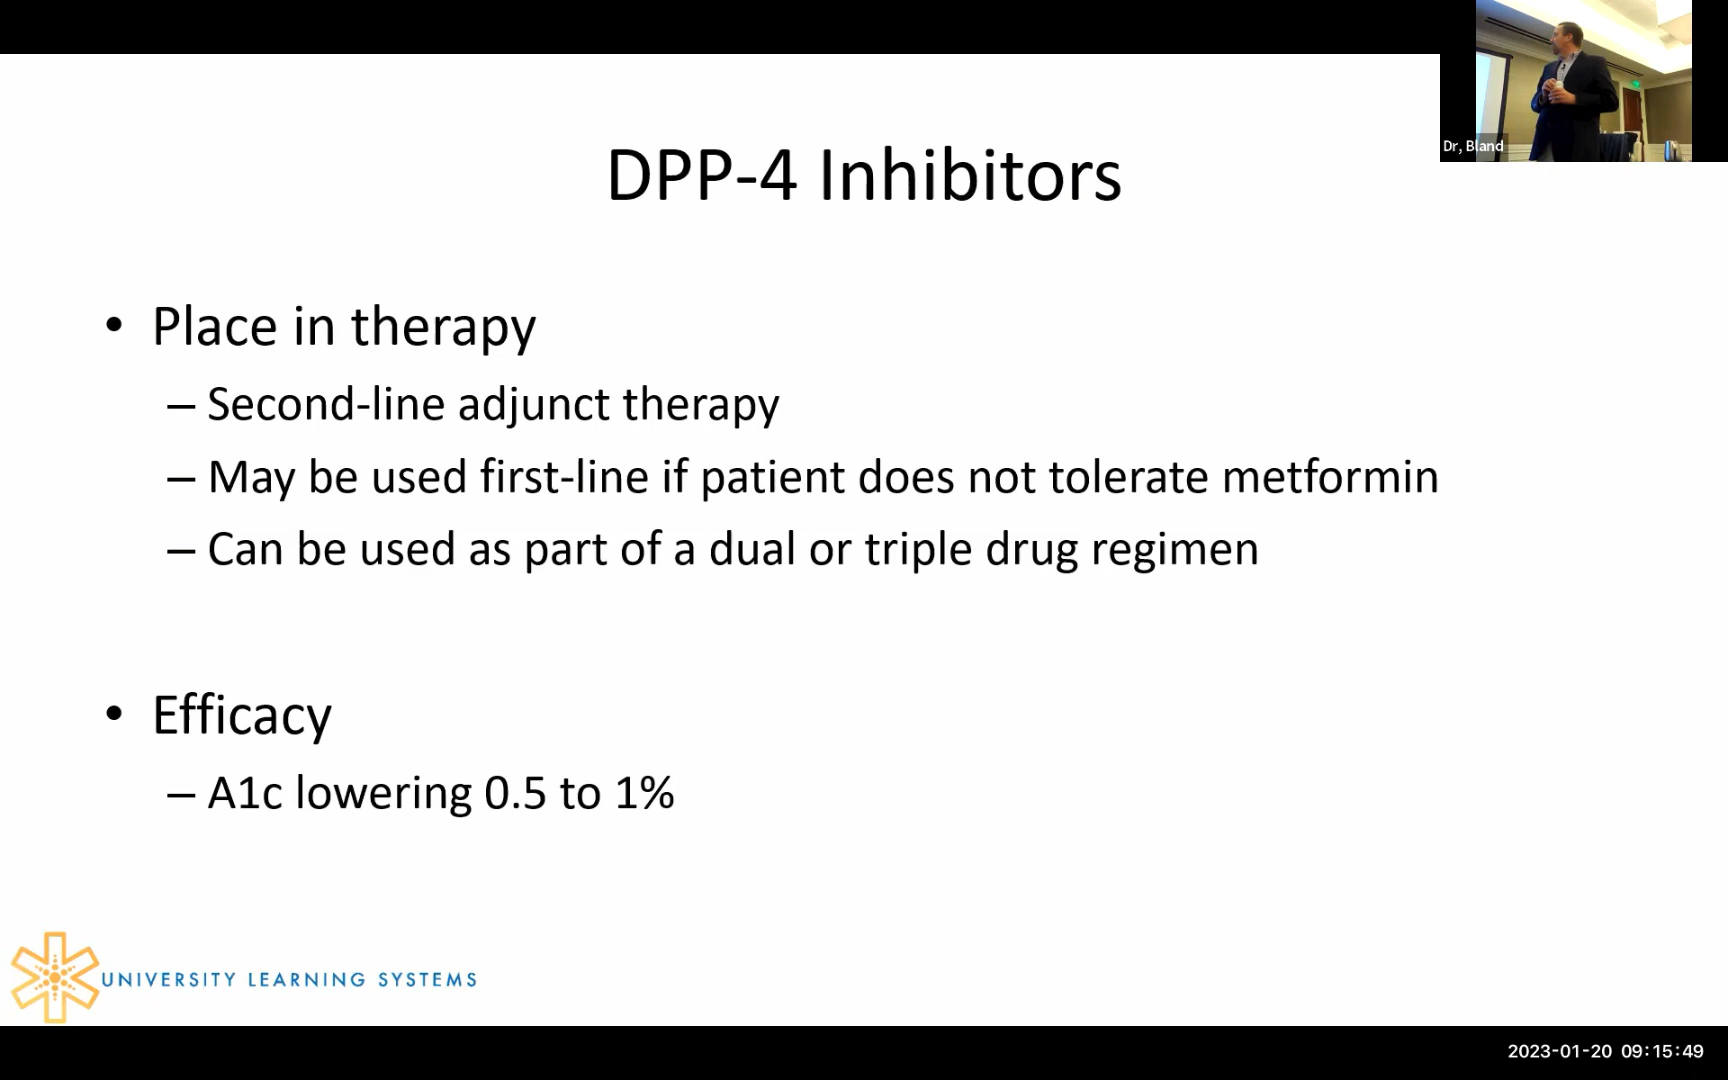 Dr, Bland
DPP-4 Inhibitors
• Place in therapy
– Second-line adjunct therapy
– May be used first-line if patient does not tolerate metformin
– Can be used as part of a dual or triple drug regimen
• Efficacy
– A1c lowering 0.5 to 1%
UNIVERSITY LEARNING SYSTEMS
2023-01-20 09:15:49